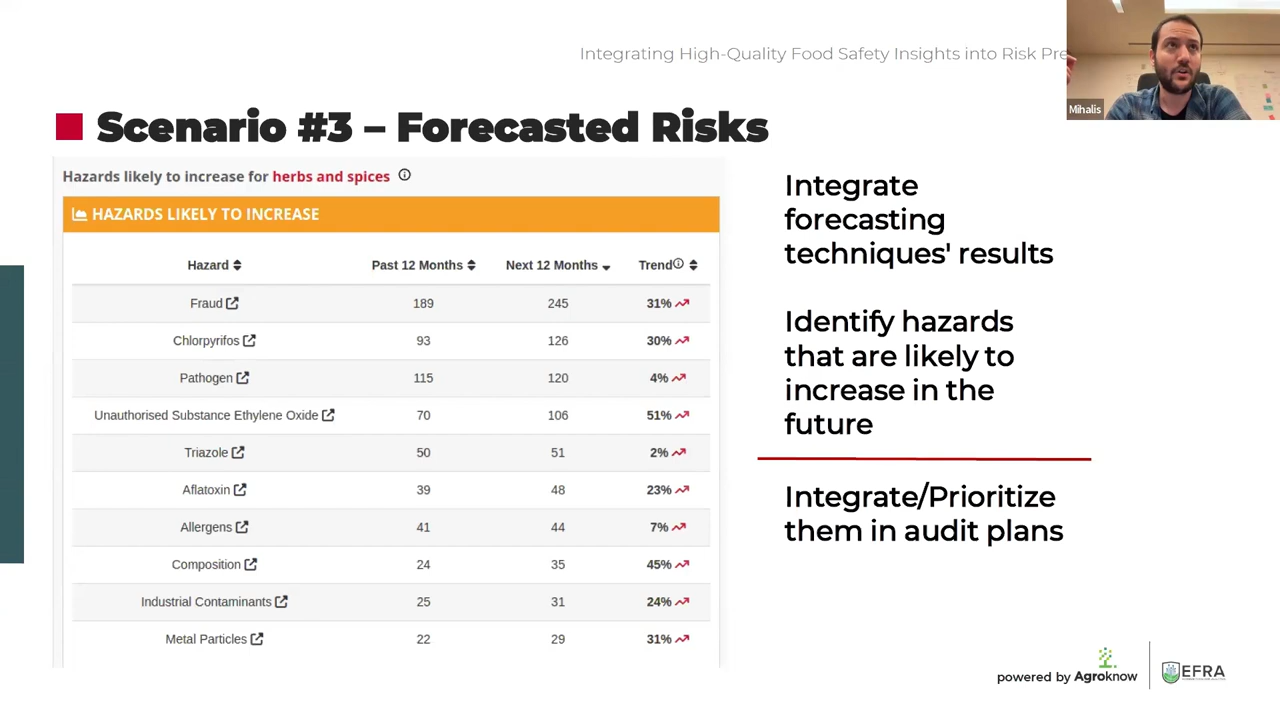 Integrating High-Quality Food Safety Insights into Risk Pre
Mihalis
Scenario #3 – Forecasted Risks
Hazards likely to increase for herbs and spices
HAZARDS LIKELY TO INCREASE
Hazard Past 12 Months Next 12 Months Trend
Fraud 189 245 31%
Chlorpyrifos 93 126 30%
Pathogen 115 120 4%
Unauthorised Substance Ethylene Oxide 70 106 51%
Triazole 50 51 2%
Aflatoxin 39 48 23%
Allergens 41 44 7%
Composition 24 35 45%
Industrial Contaminants 25 31 24%
Metal Particles 22 29 31%
Integrate
forecasting
techniques' results
Identify hazards
that are likely to
increase in the
future
Integrate/Prioritize
them in audit plans
powered by Agroknow
EFRA